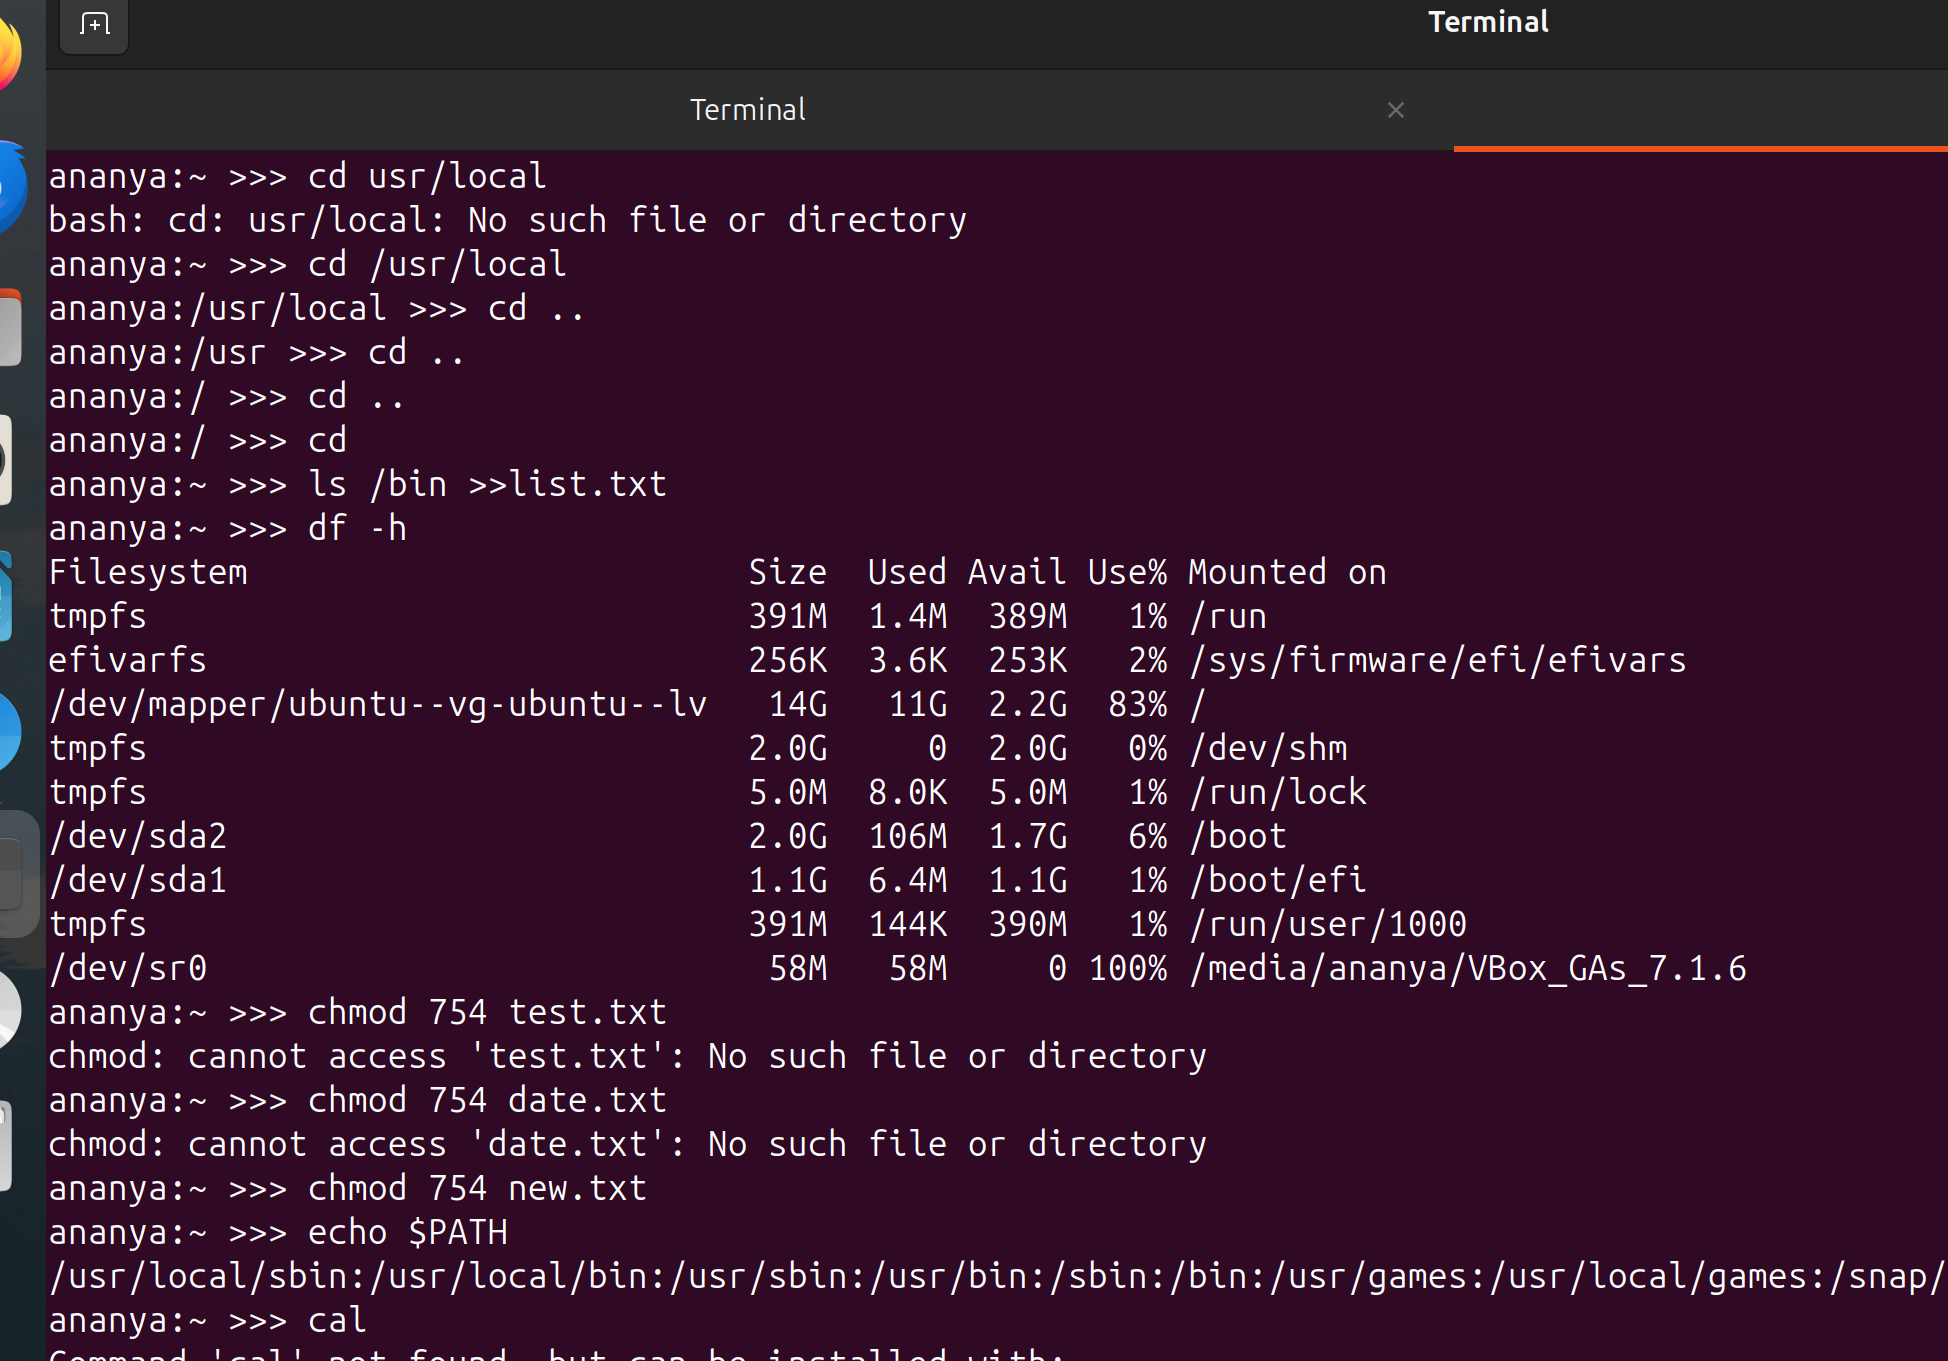 Terminal
Terminal
ananya:~ >>> cd usr/local
bash: cd: usr/local: No such file or directory
ananya:~ >>> cd /usr/local
ananya:/usr/local >>> cd ..
ananya:/usr >>> cd ..
ananya:/ >>> cd ..
ananya:/ >>> cd
ananya:~ >>> ls /bin >>list.txt
ananya:~ >>> df -h
Filesystem Size Used Avail Use% Mounted on
tmpfs 391M 1.4M 389M 1% /run
efivarfs 256K 3.6K 253K 2% /sys/firmware/efi/efivars
/dev/mapper/ubuntu--vg-ubuntu--lv 14G 11G 2.2G 83% /
tmpfs 2.0G 0 2.0G 0% /dev/shm
tmpfs 5.0M 8.0K 5.0M 1% /run/lock
/dev/sda2 2.0G 106M 1.7G 6% /boot
/dev/sda1 1.1G 6.4M 1.1G 1% /boot/efi
tmpfs 391M 144K 390M 1% /run/user/1000
/dev/sr0 58M 58M 0 100% /media/ananya/VBox_GAs_7.1.6
ananya:~ >>> chmod 754 test.txt
chmod: cannot access 'test.txt': No such file or directory
ananya:~ >>> chmod 754 date.txt
chmod: cannot access 'date.txt': No such file or directory
ananya:~ >>> chmod 754 new.txt
ananya:~ >>> echo $PATH
/usr/local/sbin:/usr/local/bin:/usr/sbin:/usr/bin:/sbin:/bin:/usr/games:/usr/local/games:/snap/
ananya:~ >>> cal
Command 'cal' not found, but can be installed with: